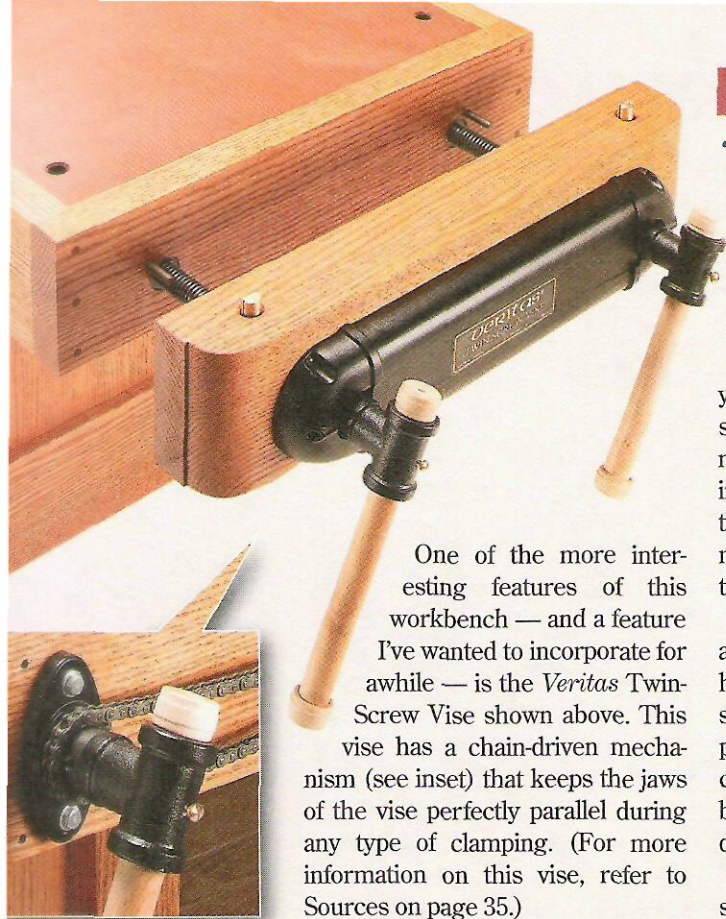 VERITAS
TWIN-SCREW VISE
One of the more inter-
esting features of this
workbench — and a feature
I've wanted to incorporate for
awhile — is the Veritas Twin-
Screw Vise shown above. This
vise has a chain-driven mecha-
nism (see inset) that keeps the jaws
of the vise perfectly parallel during
any type of clamping. (For more
information on this vise, refer to
Sources on page 35.)